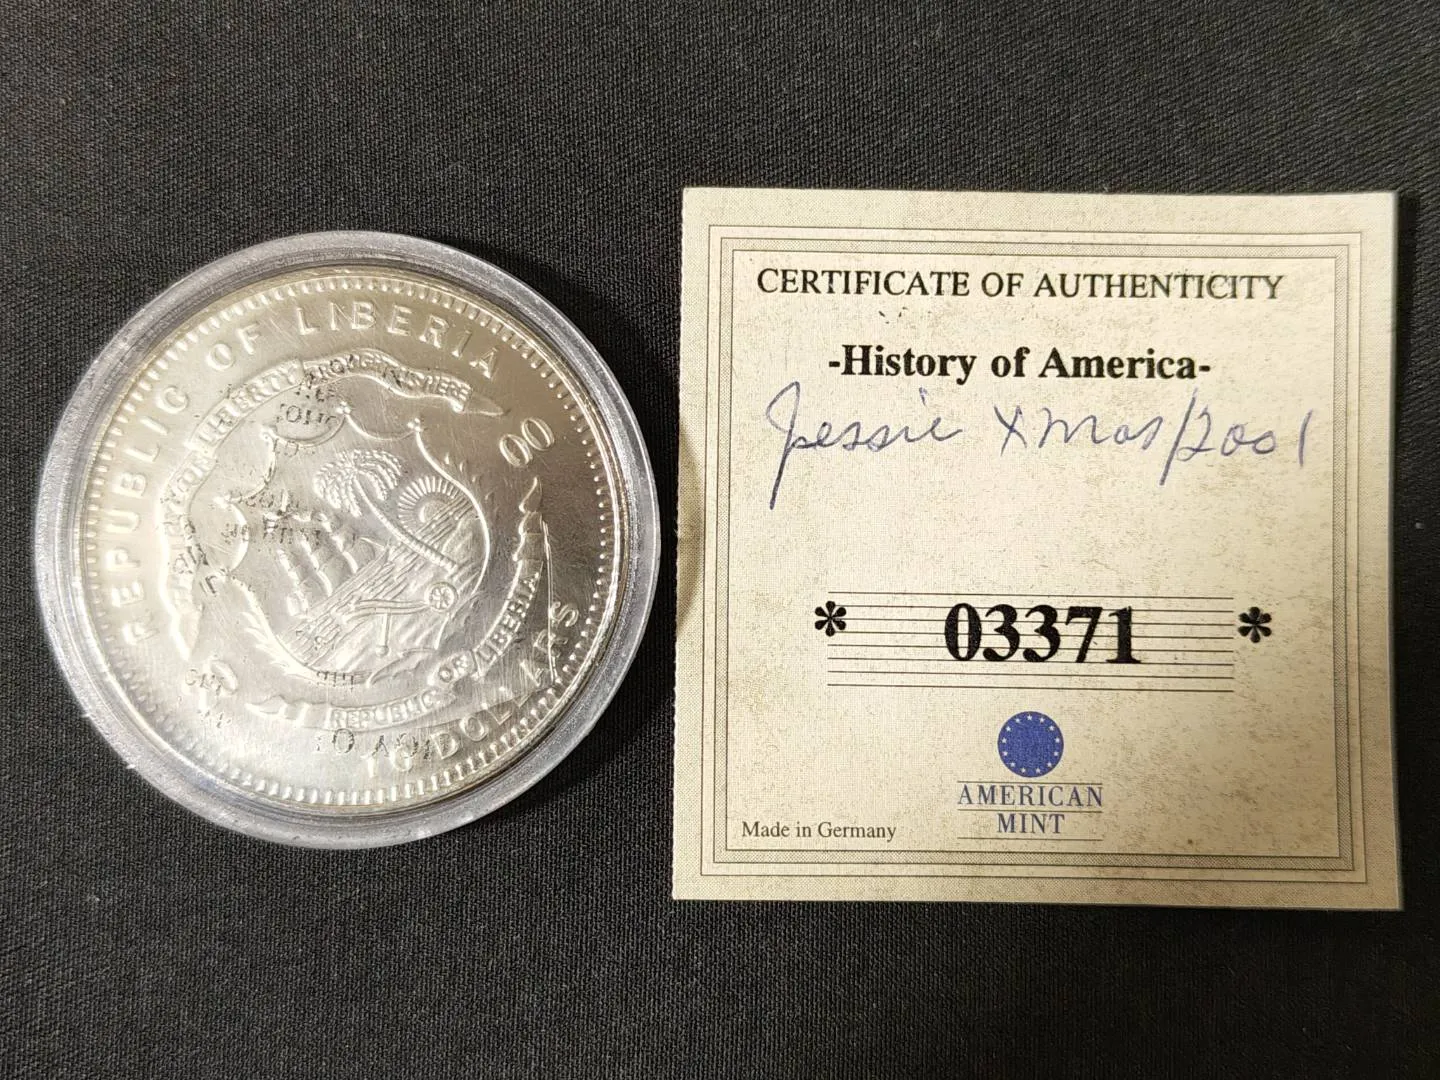 REPUBLIC OF LIBERIA
REPUBLIC OF LIBERIA
10 DOLLARS
CERTIFICATE OF AUTHENTICITY
-History of America-
Jessie Xmas/2001
* 03371 *
AMERICAN
MINT
Made in Germany